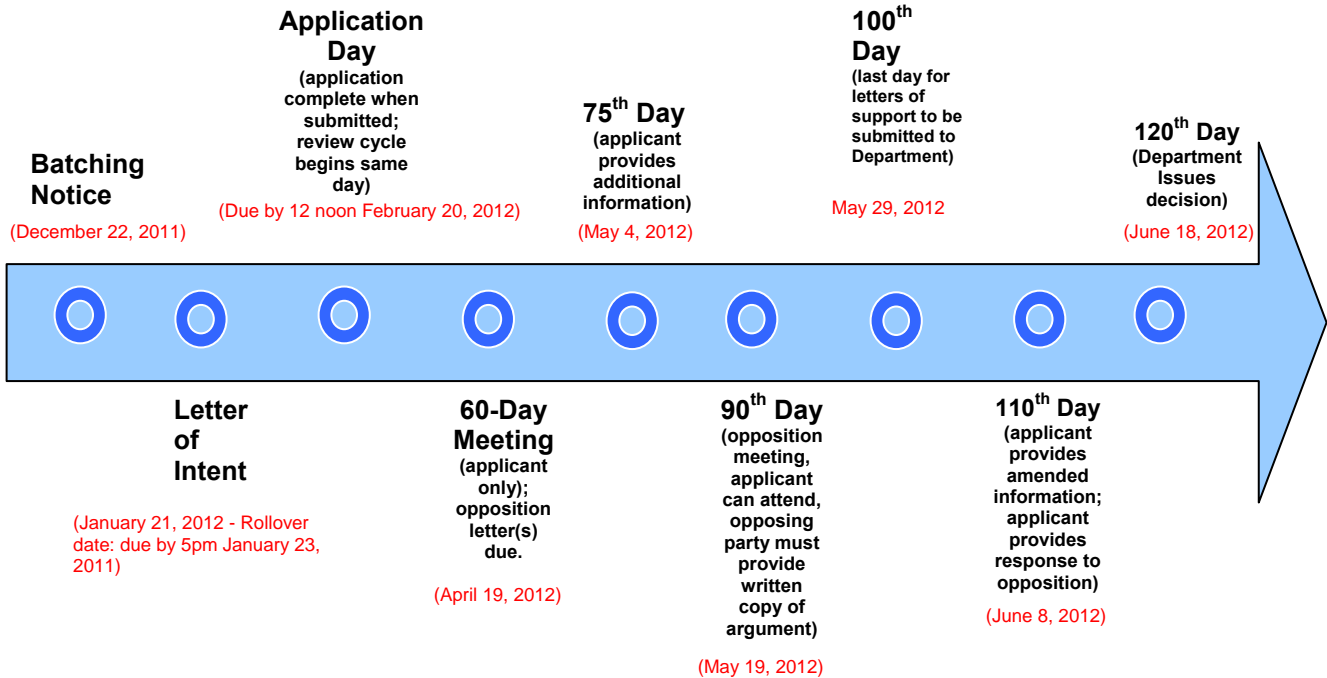 Batching
Notice
(December 22, 2011)
Letter
of
Intent
(January 21, 2012 - Rollover
date: due by 5pm January 23,
2011)
Application
Day
(application
complete when
submitted;
review cycle
begins same
day)
(Due by 12 noon February 20, 2012)
60-Day
Meeting
(applicant
only);
opposition
letter(s)
due.
(April 19, 2012)
75th Day
(applicant
provides
additional
information)
(May 4, 2012)
90th Day
(opposition
meeting,
applicant
can attend,
opposing
party must
provide
written
copy of
argument)
(May 19, 2012)
100th
Day
(last day for
letters of
support to be
submitted to
Department)
May 29, 2012
110th Day
(applicant
provides
amended
information;
applicant
provides
response to
opposition)
(June 8, 2012)
120th Day
(Department
Issues
decision)
(June 18, 2012)